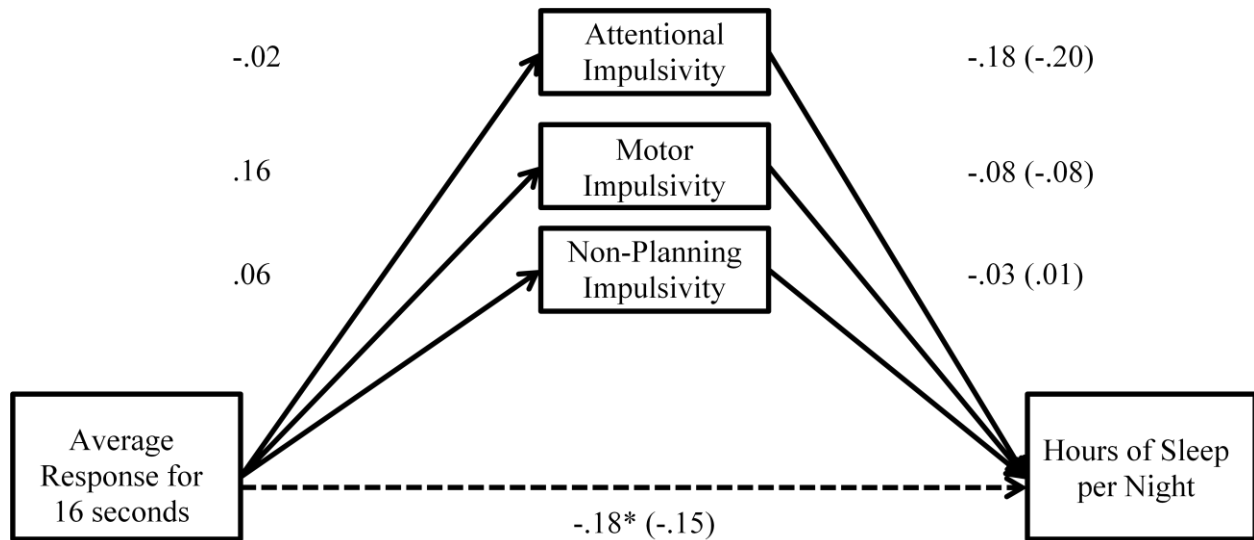 -.02
Attentional
Impulsivity
-.18 (-.20)
.16
Motor
Impulsivity
-.08 (-.08)
.06
Non-Planning
Impulsivity
-.03 (.01)
Average
Response for
16 seconds
Hours of Sleep
per Night
-.18* (-.15)